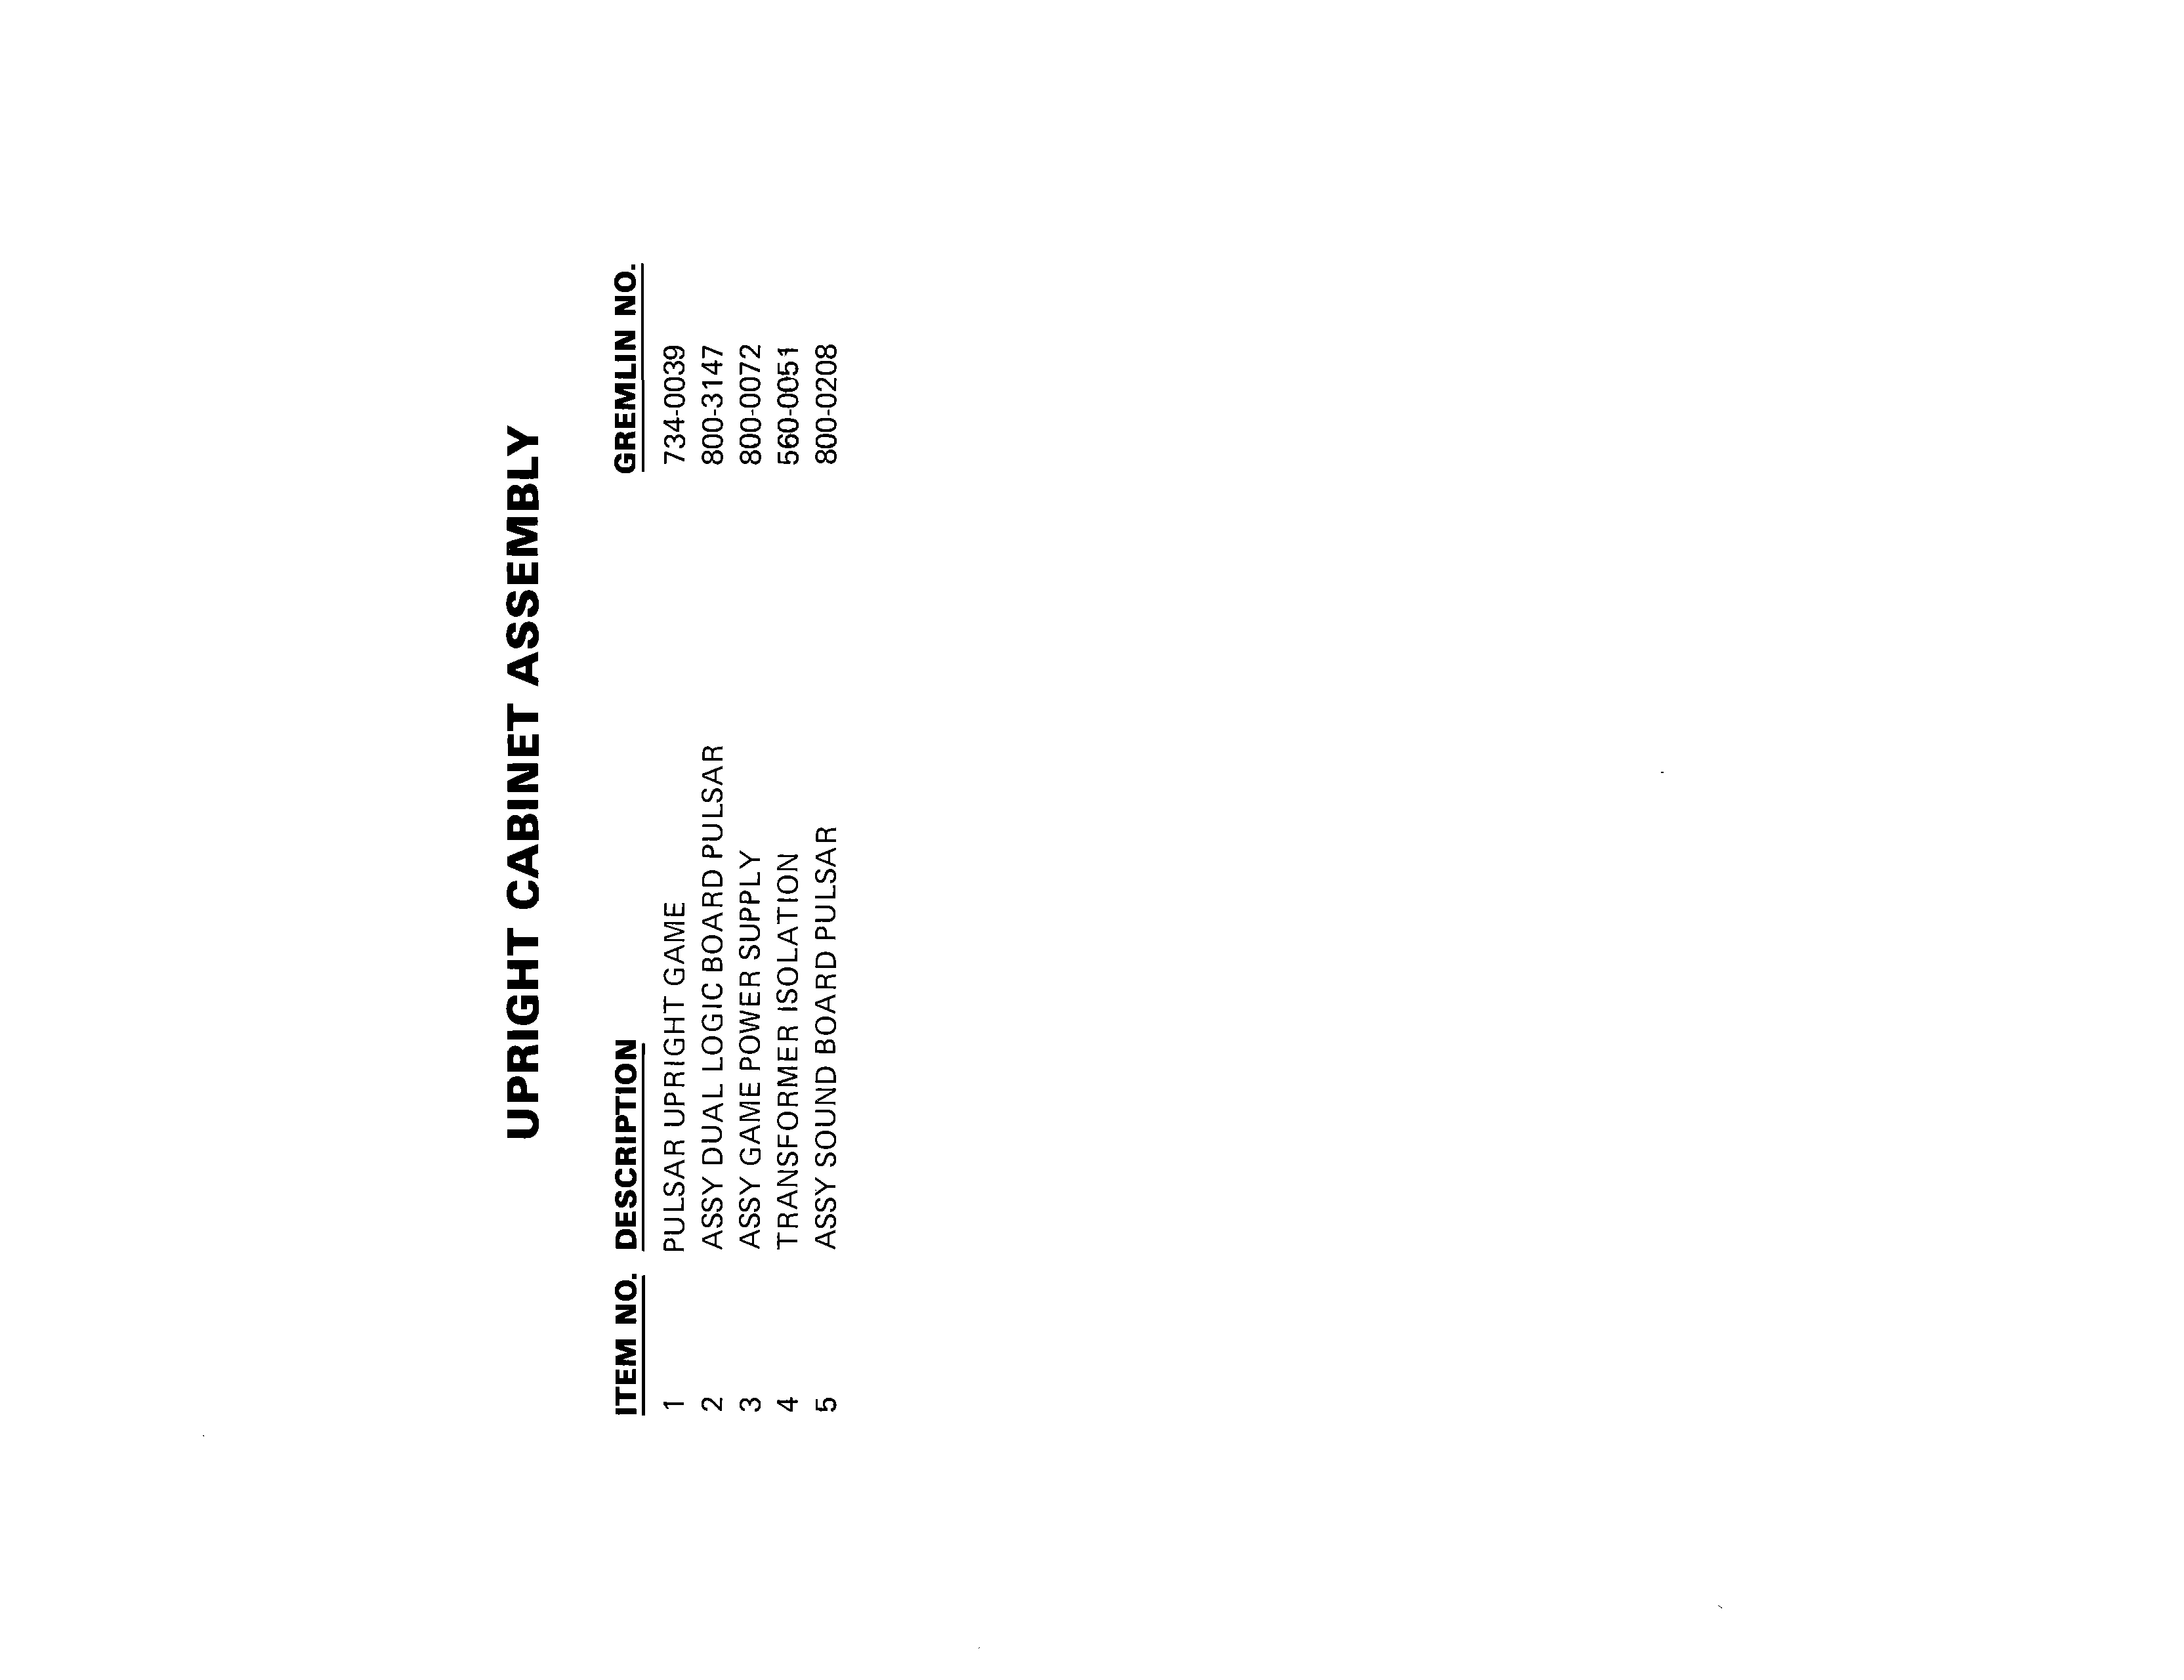 UPRIGHT CABINET ASSEMBLY
ITEM NO. DESCRIPTION GREMLIN NO.
1 PULSAR UPRIGHT GAME 734-0039
2 ASSY DUAL LOGIC BOARD PULSAR 800-3147
3 ASSY GAME POWER SUPPLY 800-0072
4 TRANSFORMER ISOLATION 560-0051
5 ASSY SOUND BOARD PULSAR 800-0208